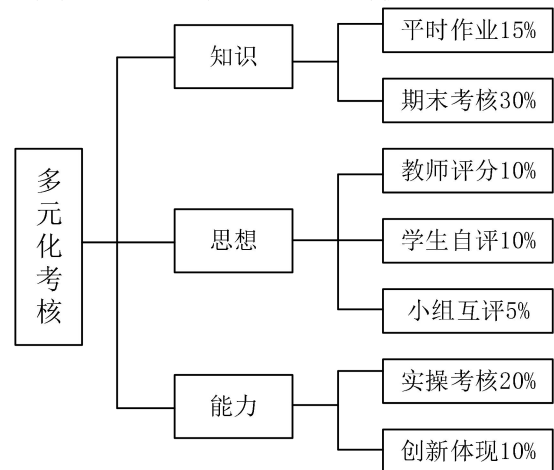 多元化考核
知识
平时作业15%
期末考核30%
思想
教师评分10%
学生自评10%
小组互评5%
能力
实操考核20%
创新体现10%